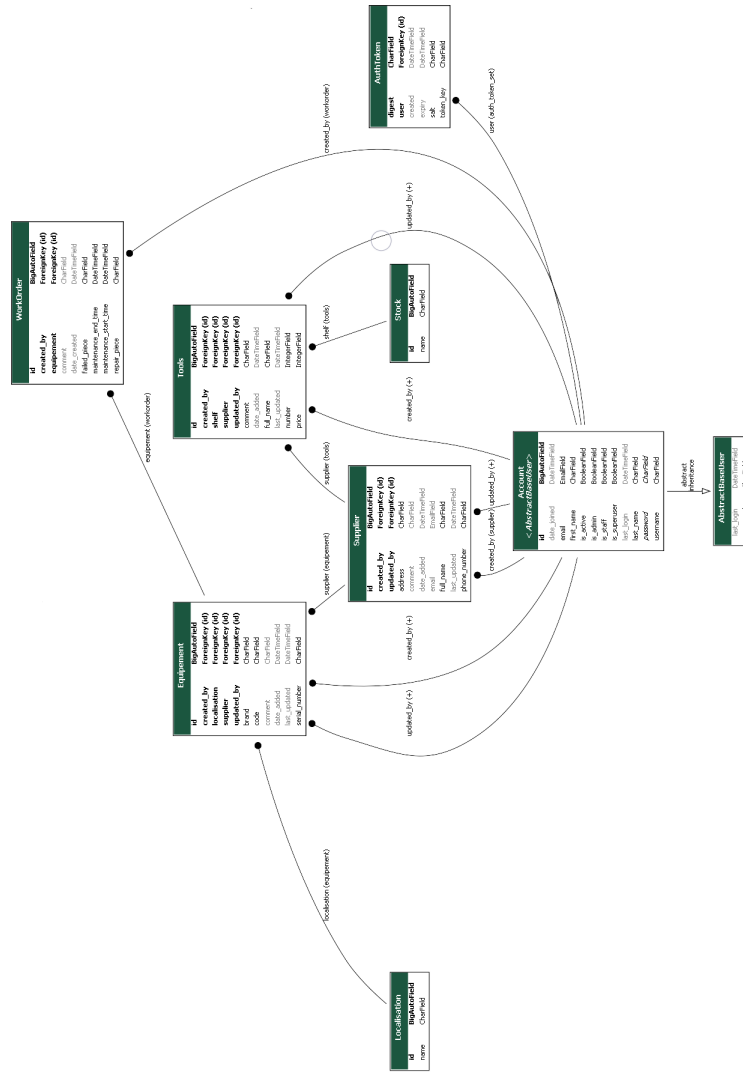 WorkOrder
id BigAutoField
created_by ForeignKey (id)
equipement ForeignKey (id)
comment CharField
date_created DateTimeField
failed_piece CharField
maintenance_end_time DateTimeField
maintenance_start_time DateTimeField
repair_piece CharField
created_by (workorder)
equipement (workorder)
AuthToken
digest CharField
user ForeignKey (id)
created DateTimeField
expiry DateTimeField
salt CharField
token_key CharField
user (auth_token_set)
Tools
id BigAutoField
created_by ForeignKey (id)
shelf ForeignKey (id)
supplier ForeignKey (id)
updated_by ForeignKey (id)
comment CharField
date_added DateTimeField
full_name CharField
last_updated DateTimeField
number IntegerField
price IntegerField
updated_by (+)
shelf (tools)
created_by (+)
supplier (tools)
Stock
id BigAutoField
name CharField
Equipement
id BigAutoField
created_by ForeignKey (id)
localisation ForeignKey (id)
supplier ForeignKey (id)
updated_by ForeignKey (id)
brand CharField
code CharField
comment CharField
date_added DateTimeField
last_updated DateTimeField
serial_number CharField
supplier (equipement)
created_by (+)
updated_by (+)
localisation (equipement)
Supplier
id BigAutoField
created_by ForeignKey (id)
updated_by ForeignKey (id)
address CharField
comment CharField
date_added DateTimeField
email EmailField
full_name CharField
last_updated DateTimeField
phone_number CharField
created_by (supplier) updated_by (+)
Localisation
id BigAutoField
name CharField
Account
<AbstractBaseUser>
id BigAutoField
date_joined DateTimeField
email EmailField
first_name CharField
is_active BooleanField
is_admin BooleanField
is_staff BooleanField
is_superuser BooleanField
last_login DateTimeField
last_name CharField
password CharField
username CharField
abstract
inheritance
AbstractBaseUser
last_login DateTimeField